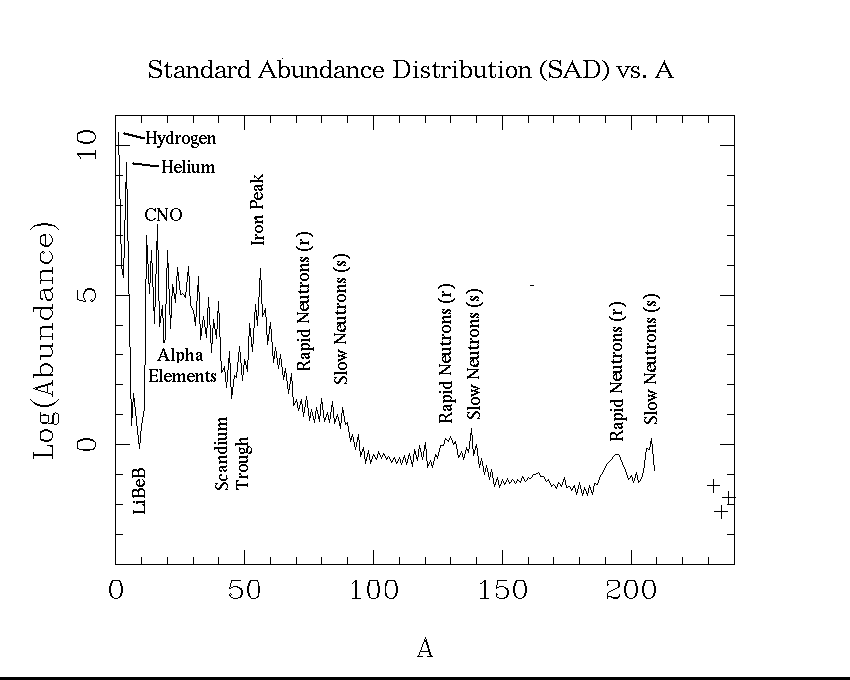 Standard Abundance Distribution (SAD) vs. A
Log(Abundance)
10
5
0
Hydrogen
Helium
CNO
Alpha
Elements
LiBeB
Scandium
Trough
Iron Peak
Rapid Neutrons (r)
Slow Neutrons (s)
Rapid Neutrons (r)
Slow Neutrons (s)
Rapid Neutrons (r)
Slow Neutrons (s)
0
50
100
150
200
A